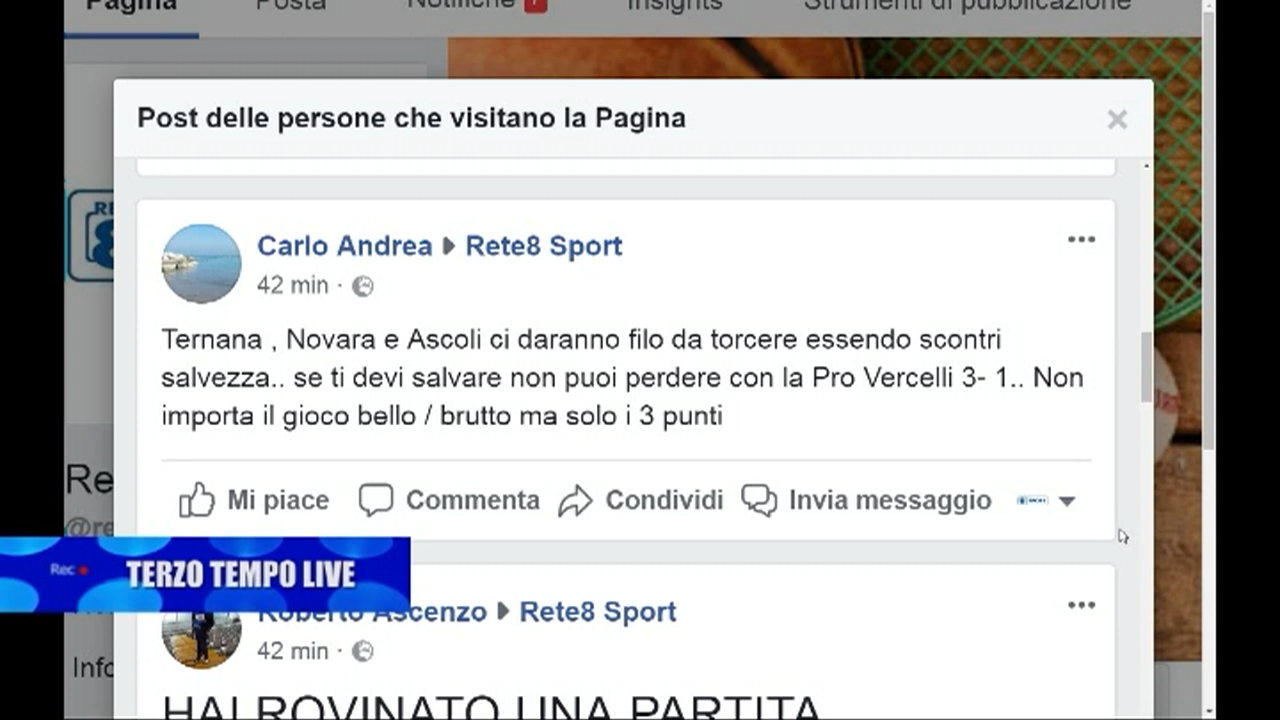 Pagina Posta Notifiche Insights Strumenti di pubblicazione
Post delle persone che visitano la Pagina
Carlo Andrea Rete8 Sport
42 min ·
Ternana , Novara e Ascoli ci daranno filo da torcere essendo scontri
salvezza.. se ti devi salvare non puoi perdere con la Pro Vercelli 3- 1.. Non
importa il gioco bello / brutto ma solo i 3 punti
Mi piace Commenta Condividi Invia messaggio
Re
@re
Rec TERZO TEMPO LIVE
Roberto Ascenzo Rete8 Sport
42 min ·
Info
HAI ROVINATO UNA PARTITA